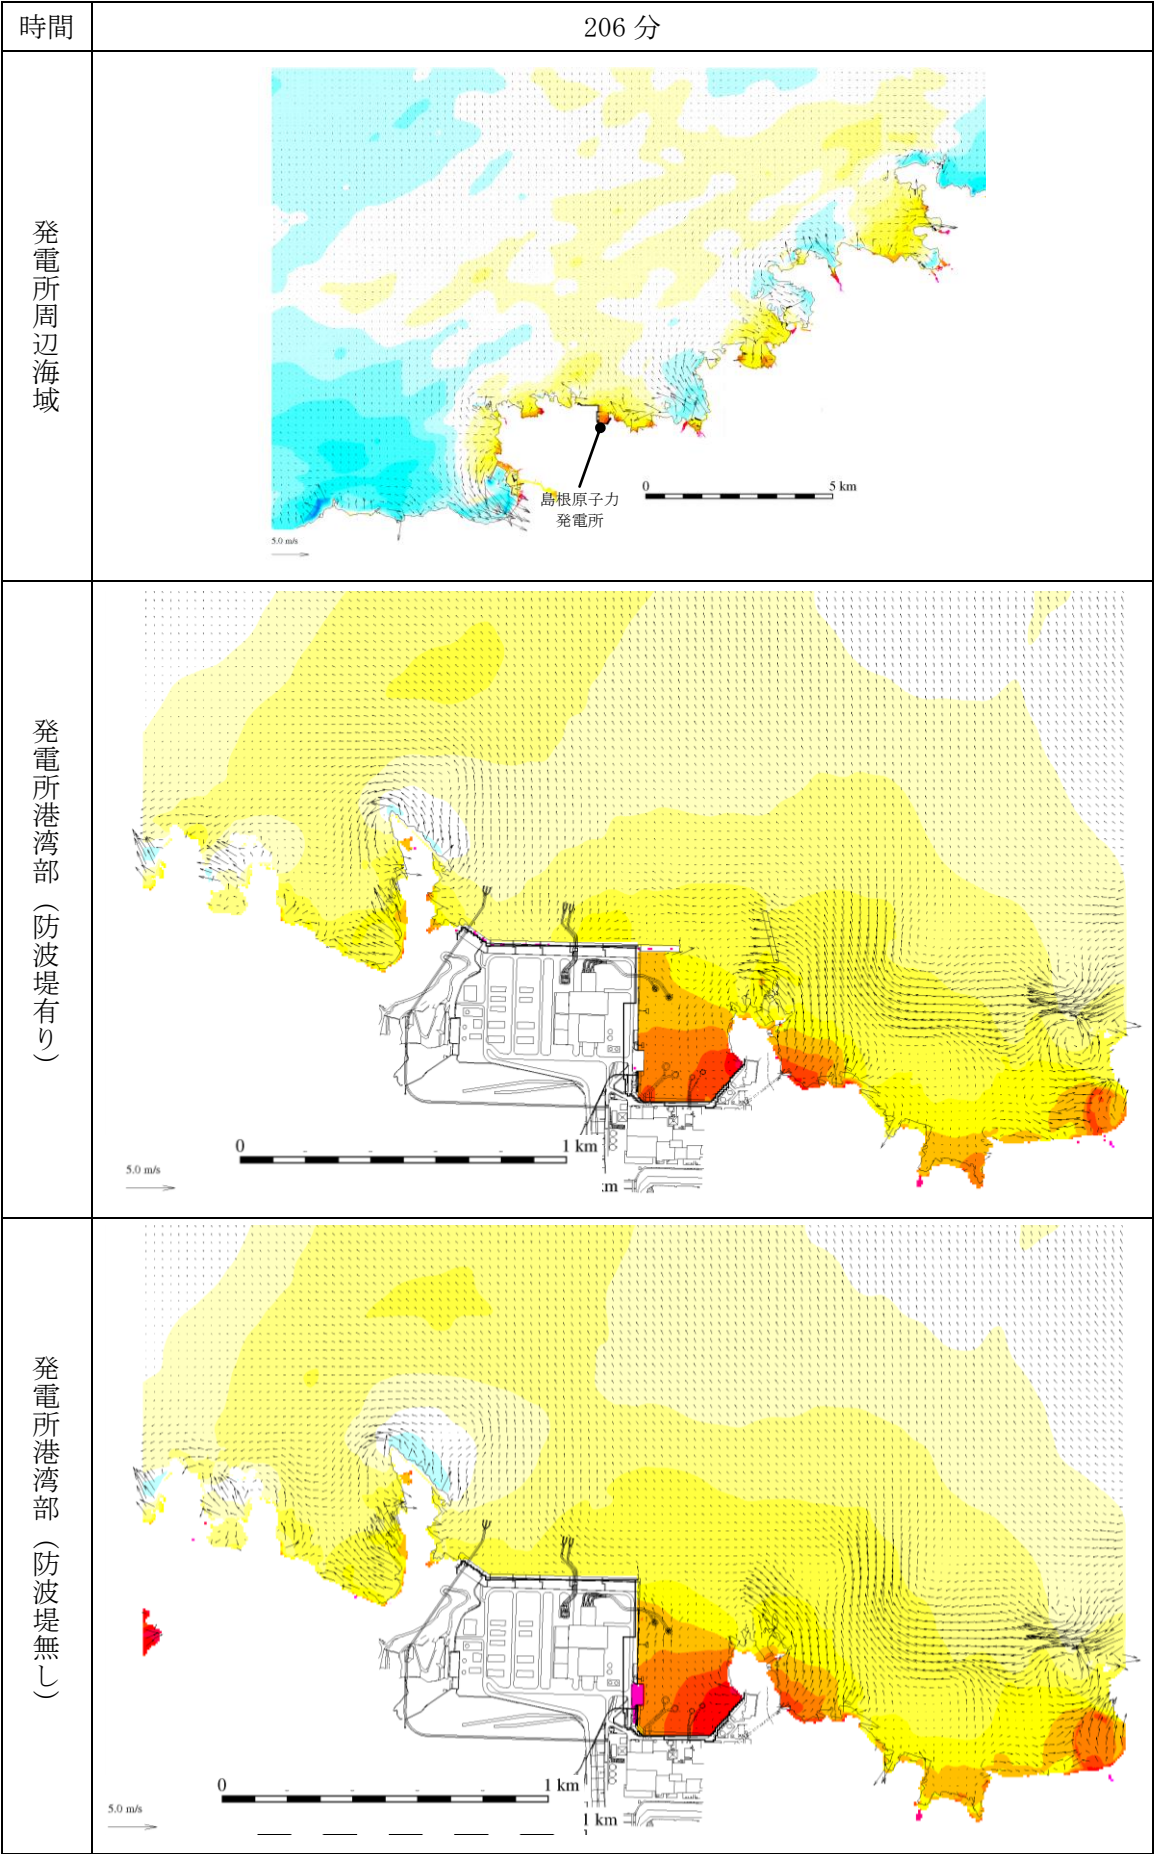 時間
206 分
発電所周辺海域
島根原子力
発電所
0
5 km
5.0 m/s
発電所港湾部（防波堤有り）
0
1 km
5.0 m/s
:m
発電所港湾部（防波堤無し）
0
1 km
5.0 m/s
1 km